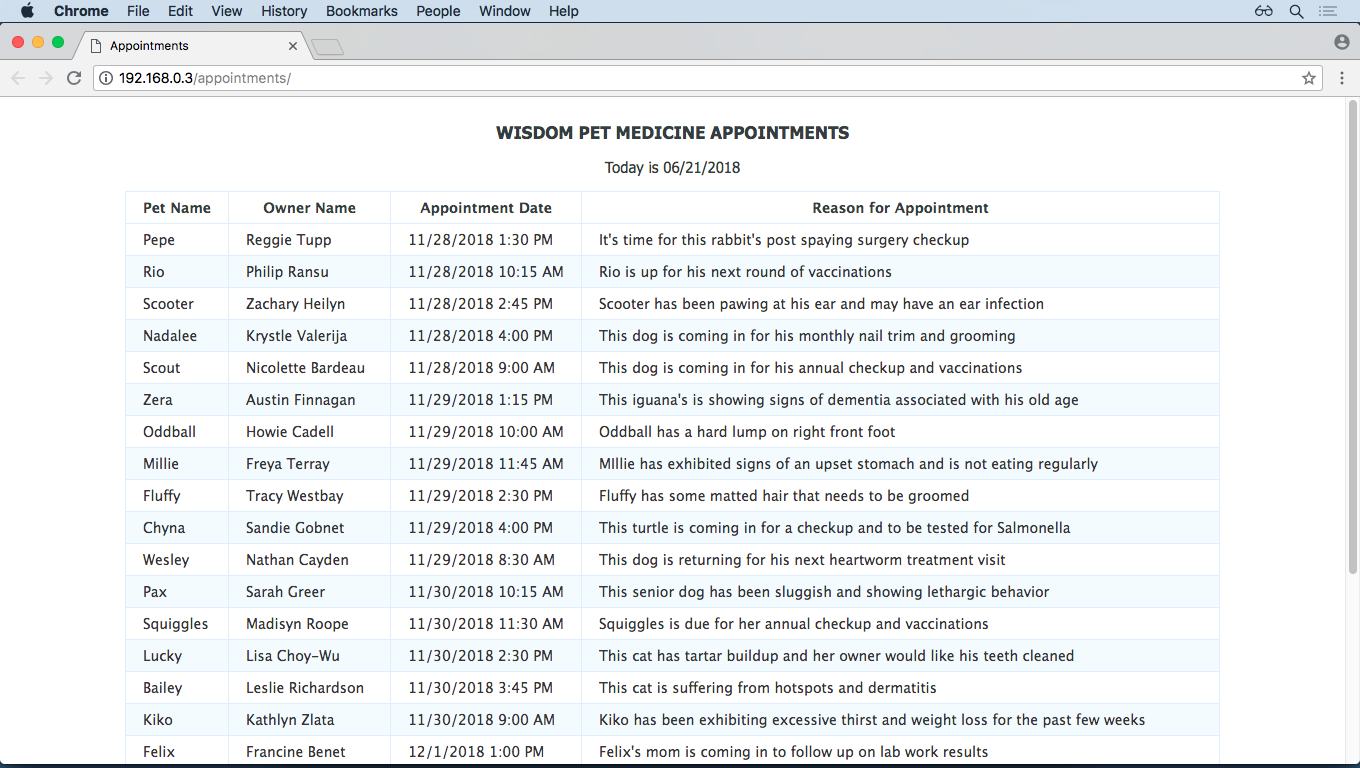 Chrome File Edit View History Bookmarks People Window Help
Appointments
192.168.0.3/appointments/
WISDOM PET MEDICINE APPOINTMENTS
Today is 06/21/2018
Pet Name Owner Name Appointment Date Reason for Appointment
Pepe Reggie Tupp 11/28/2018 1:30 PM It's time for this rabbit's post spaying surgery checkup
Rio Philip Ransu 11/28/2018 10:15 AM Rio is up for his next round of vaccinations
Scooter Zachary Heilyn 11/28/2018 2:45 PM Scooter has been pawing at his ear and may have an ear infection
Nadalee Krystle Valerija 11/28/2018 4:00 PM This dog is coming in for his monthly nail trim and grooming
Scout Nicolette Bardeau 11/28/2018 9:00 AM This dog is coming in for his annual checkup and vaccinations
Zera Austin Finnagan 11/29/2018 1:15 PM This iguana's is showing signs of dementia associated with his old age
Oddball Howie Cadell 11/29/2018 10:00 AM Oddball has a hard lump on right front foot
Millie Freya Terray 11/29/2018 11:45 AM MIllie has exhibited signs of an upset stomach and is not eating regularly
Fluffy Tracy Westbay 11/29/2018 2:30 PM Fluffy has some matted hair that needs to be groomed
Chyna Sandie Gobnet 11/29/2018 4:00 PM This turtle is coming in for a checkup and to be tested for Salmonella
Wesley Nathan Cayden 11/29/2018 8:30 AM This dog is returning for his next heartworm treatment visit
Pax Sarah Greer 11/30/2018 10:15 AM This senior dog has been sluggish and showing lethargic behavior
Squiggles Madisyn Roope 11/30/2018 11:30 AM Squiggles is due for her annual checkup and vaccinations
Lucky Lisa Choy-Wu 11/30/2018 2:30 PM This cat has tartar buildup and her owner would like his teeth cleaned
Bailey Leslie Richardson 11/30/2018 3:45 PM This cat is suffering from hotspots and dermatitis
Kiko Kathlyn Zlata 11/30/2018 9:00 AM Kiko has been exhibiting excessive thirst and weight loss for the past few weeks
Felix Francine Benet 12/1/2018 1:00 PM Felix's mom is coming in to follow up on lab work results